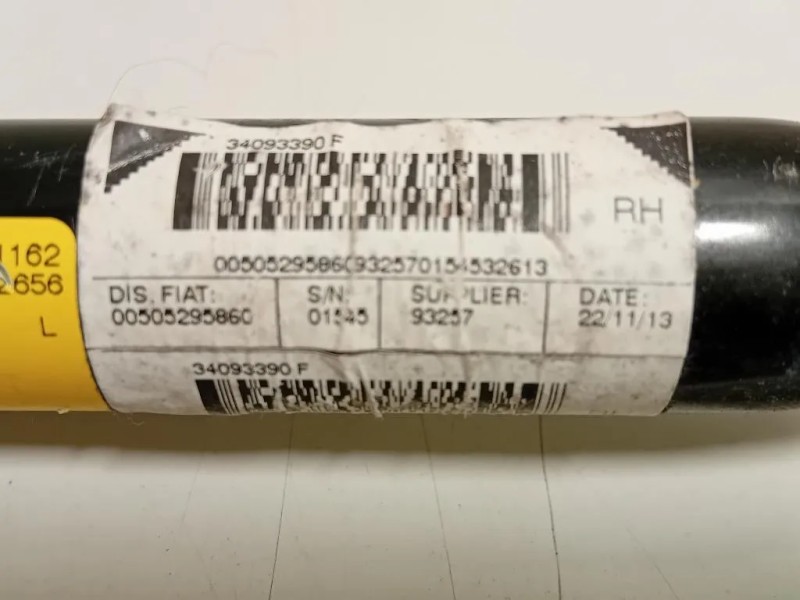 34093390 F
RH
00505295860932570154532613
1162
2656
L
DIS. FIAT: S/N: SUPPLIER: DATE:
00505295860 01545 93257 22/11/13
34093390 F